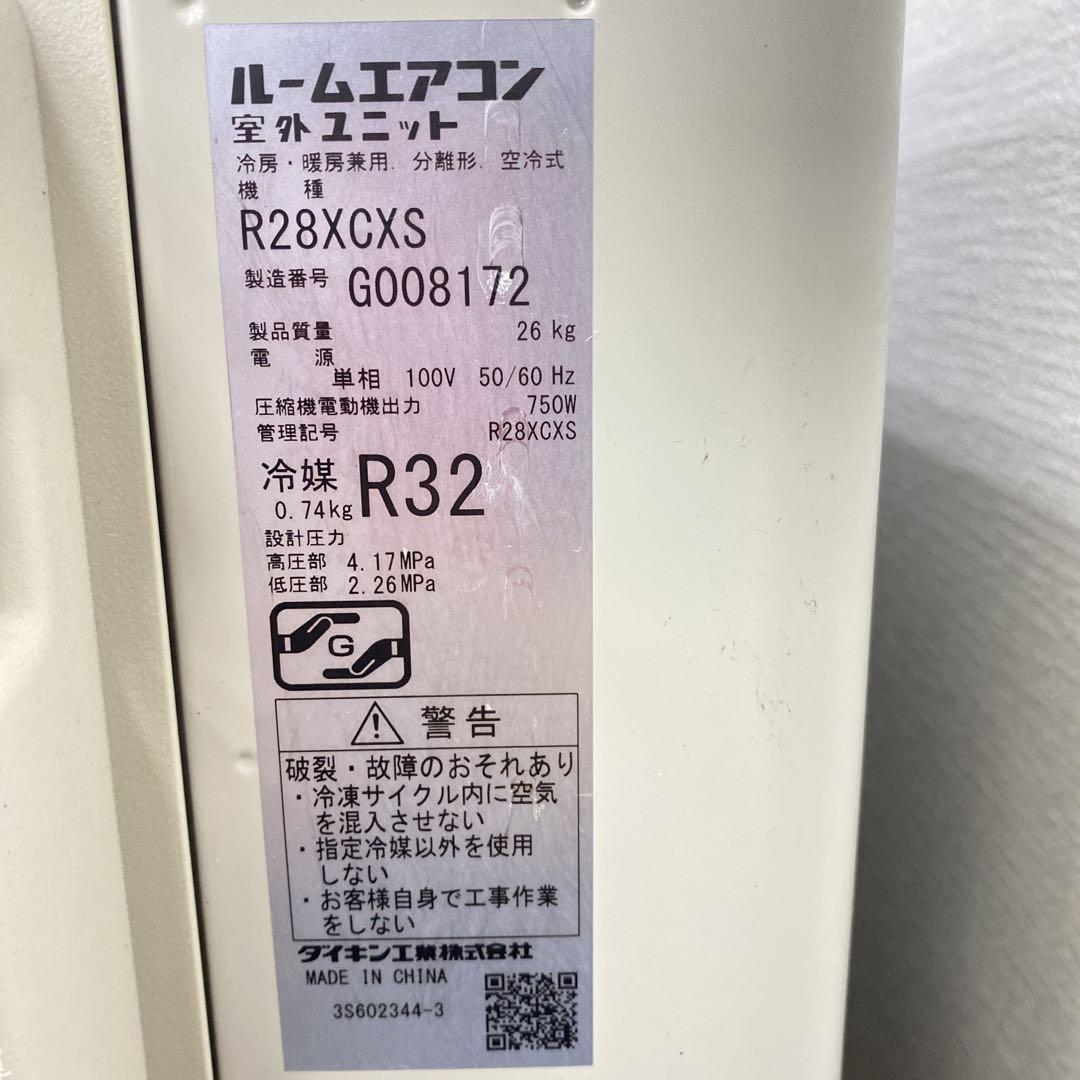 ルームエアコン
室外ユニット
冷房・暖房兼用. 分離形. 空冷式
機 種
R28XCXS
製造番号 G008172
製品質量 26 kg
電 源
単相 100V 50/60 Hz
圧縮機電動機出力 750W
管理記号 R28XCXS
冷媒 R32
0.74kg
設計圧力
高圧部 4.17MPa
低圧部 2.26MPa
G
警告
破裂・故障のおそれあり
・冷凍サイクル内に空気
を混入させない
・指定冷媒以外を使用
しない
・お客様自身で工事作業
をしない
ダイキン工業株式会社
MADE IN CHINA
3S602344-3